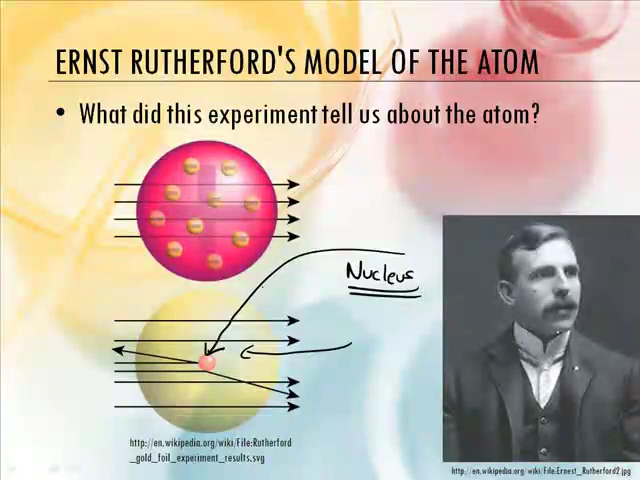 ERNST RUTHERFORD'S MODEL OF THE ATOM
• What did this experiment tell us about the atom?
Nucleus
http://en.wikipedia.org/wiki/File:Rutherford
_gold_foil_experiment_results.svg
http://en.wikipedia.org/wiki/File:Ernest_Rutherford2.jpg